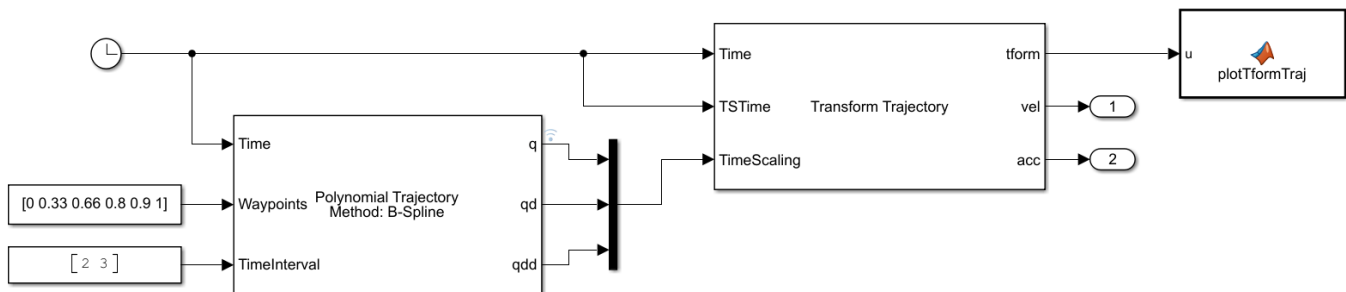 Time
TSTime
TimeScaling
Transform Trajectory
tform
vel
acc
u
plotTformTraj
1
2
Time
Waypoints
TimeInterval
Polynomial Trajectory
Method: B-Spline
q
qd
qdd
[0 0.33 0.66 0.8 0.9 1]
[ 2 3 ]